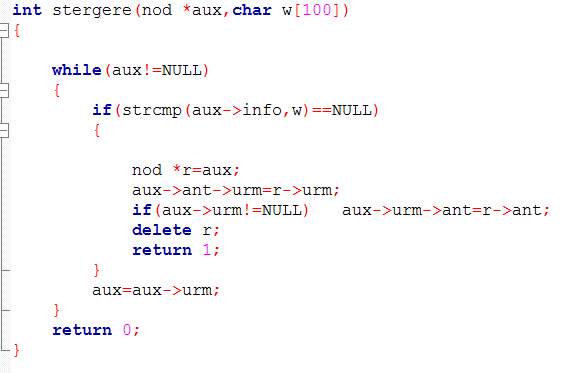 int stergere(nod *aux,char w[100])
{
while(aux!=NULL)
{
if(strcmp(aux->info,w)==NULL)
{
nod *r=aux;
aux->ant->urm=r->urm;
if(aux->urm!=NULL)   aux->urm->ant=r->ant;
delete r;
return 1;
}
aux=aux->urm;
}
return 0;
}